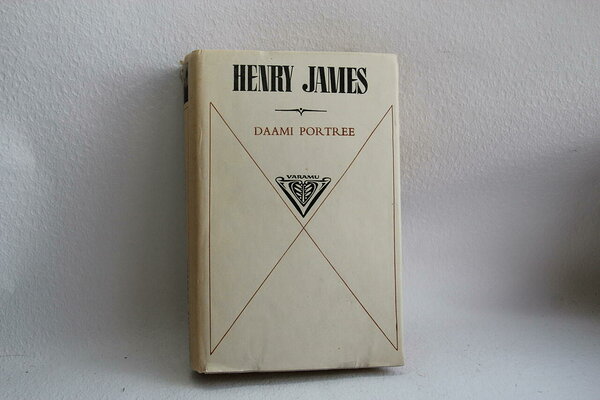 HENRY JAMES
DAAMI PORTREE
VARAMU